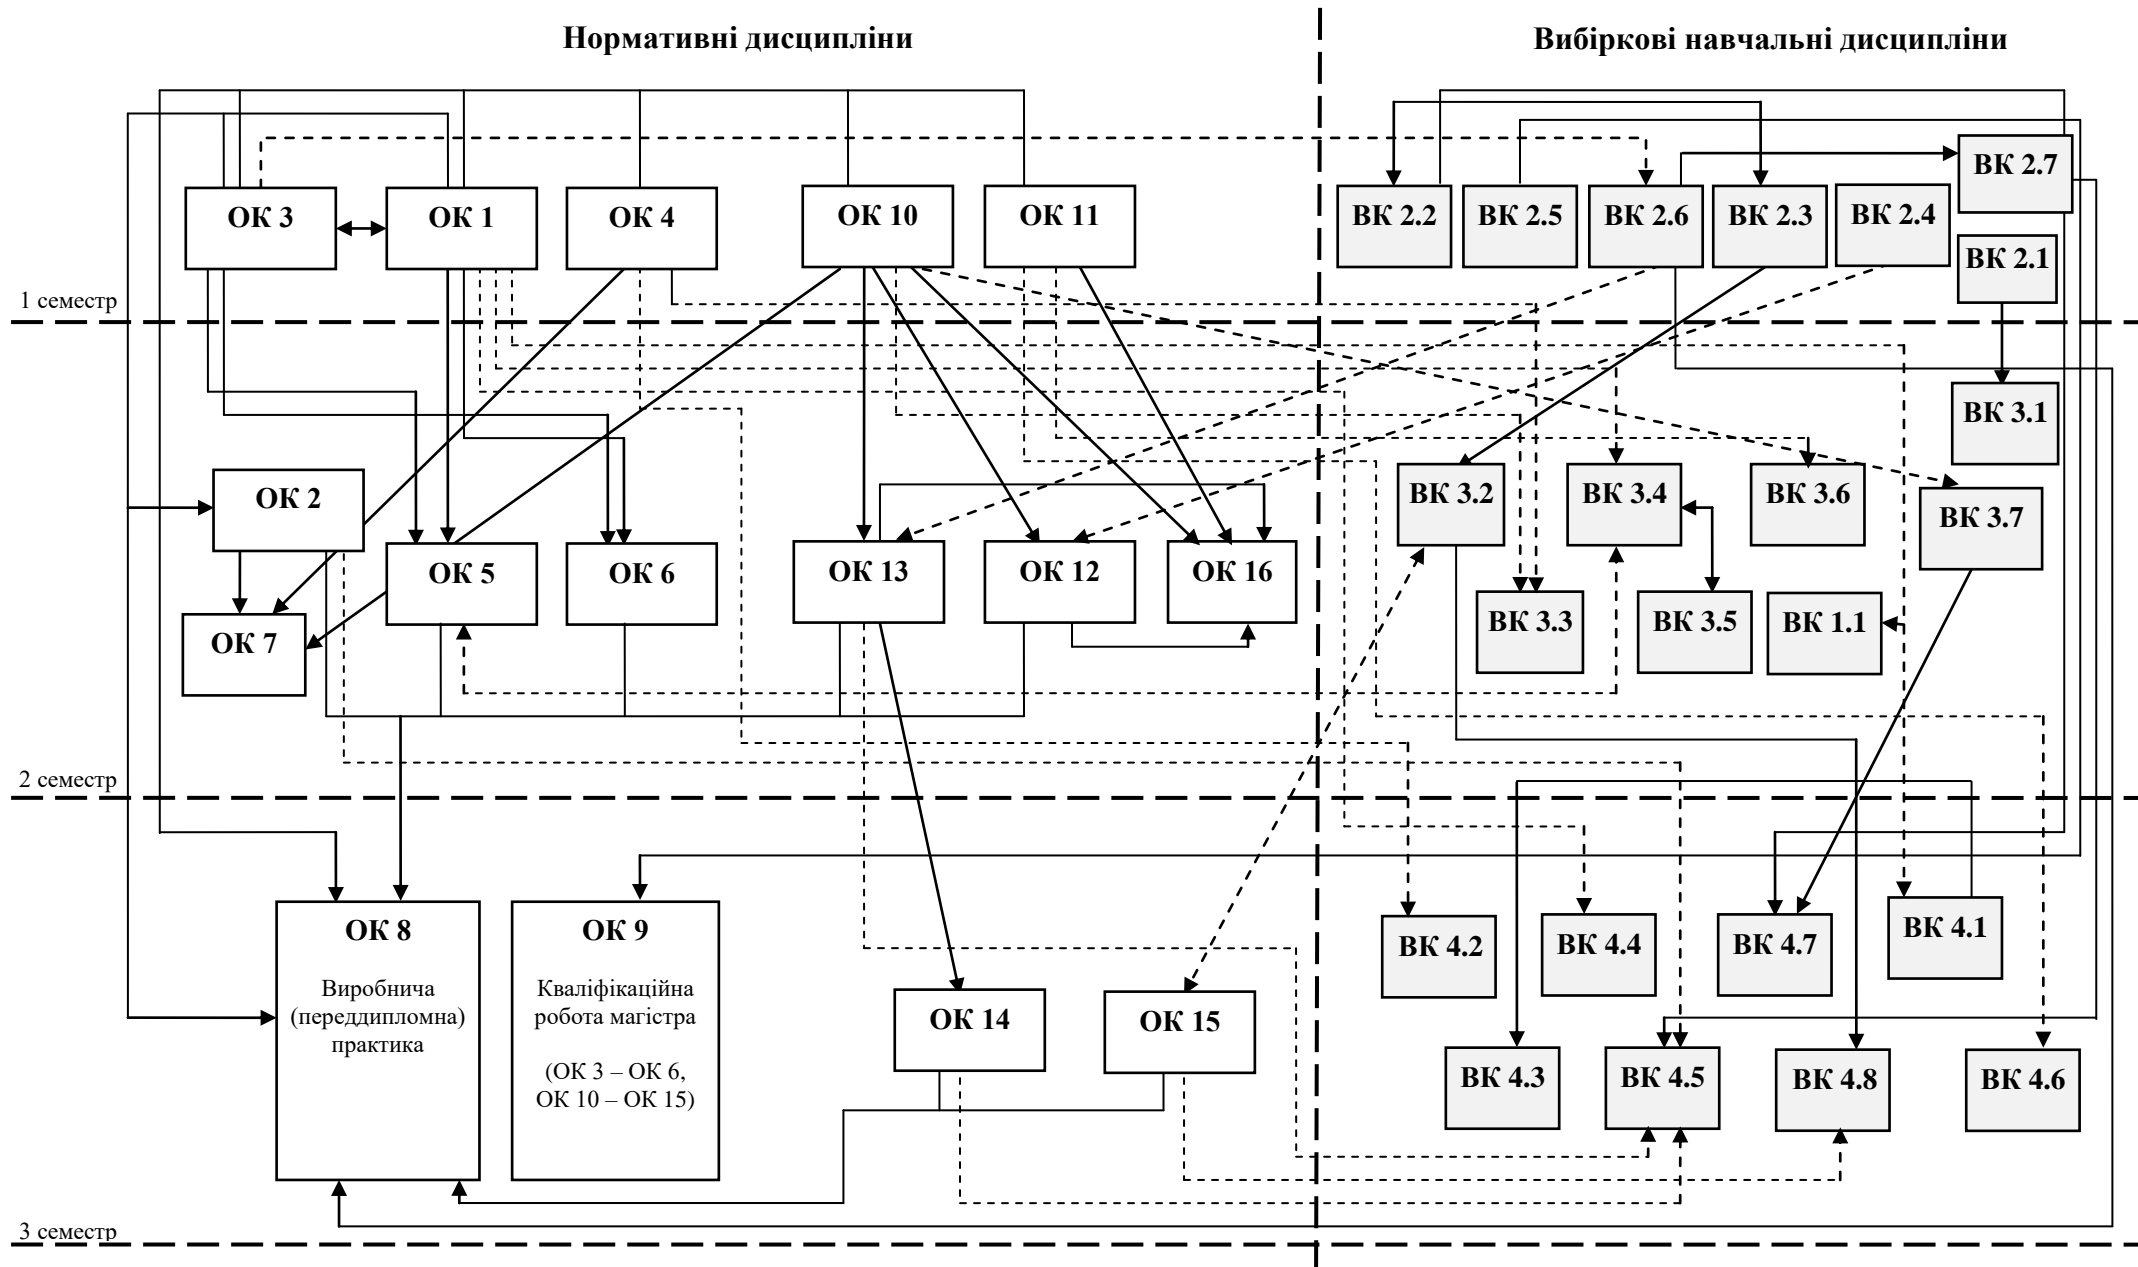 Нормативні дисципліни
Вибіркові навчальні дисципліни
ОК 3
ОК 1
ОК 4
ОК 10
ОК 11
ВК 2.2
ВК 2.5
ВК 2.6
ВК 2.3
ВК 2.4
ВК 2.7
ВК 2.1
1 семестр
ОК 2
ОК 7
ОК 5
ОК 6
ОК 13
ОК 12
ОК 16
ВК 3.1
ВК 3.2
ВК 3.4
ВК 3.6
ВК 3.7
ВК 3.3
ВК 3.5
ВК 1.1
2 семестр
ОК 8
Виробнича
(переддипломна)
практика
ОК 9
Кваліфікаційна
робота магістра
(ОК 3 – ОК 6,
ОК 10 – ОК 15)
ОК 14
ОК 15
ВК 4.2
ВК 4.4
ВК 4.7
ВК 4.1
ВК 4.3
ВК 4.5
ВК 4.8
ВК 4.6
3 семестр